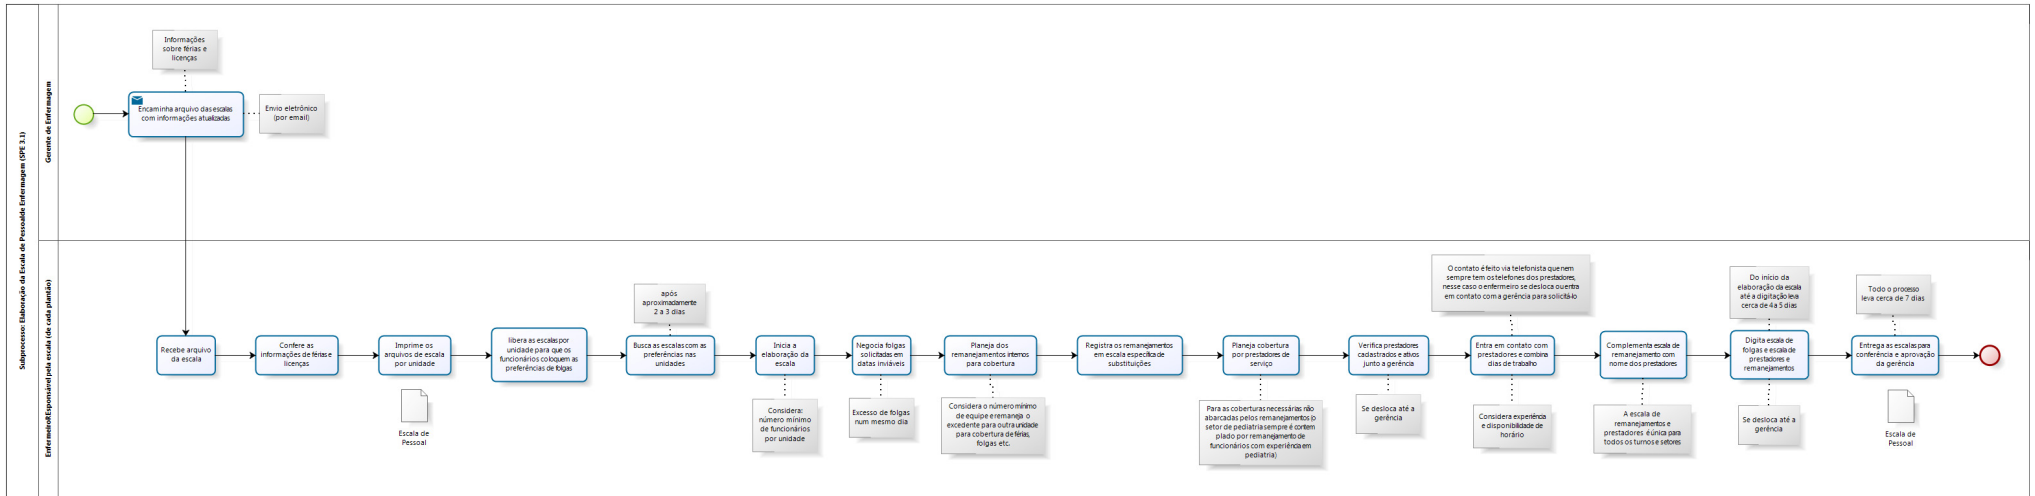 Subprocesso: Elaboração da Escala de Pessoalde Enfermagem (SPE 3.1)
Gerente de Enfermagem
Informações
sobre férias e
licenças
Encaminha arquivo das escalas
com informações atualizadas
Envio eletrônico
(por email)
EnfermeiroREsponsárel pela escala (de cada plantão)
Recebe arquivo
da escala
Confere as
informações de férias e
licenças
Imprime os
arquivos de escala
por unidade
Escala de
Pessoal
libera as escalas por
unidade para que os
funcionários coloquem as
preferências de folgas
após
aproximadamente
2 a 3 dias
Busca as escalas com as
preferências nas
unidades
Inicia a
elaboração da
escala
Considera:
número mínimo
de funcionários
por unidade
Negocia folgas
solicitadas em
datas inviáveis
Excesso de folgas
num mesmo dia
Planeja dos
remanejamentos internos
para cobertura
Considera o número mínimo
de equipe e remaneja o
excedente para outra unidade
para cobertura de férias,
folgas etc.
Registra os remanejamentos
em escala específica de
substituições
Planeja cobertura
por prestadores de
serviço
Para as coberturas necessárias não
abarcadas pelos remanejamentos (o
setor de pediatria sempre é contem
plado por remanejamento de
funcionários com experiência em
pediatria)
Verifica prestadores
cadastrados e ativos
junto a gerência
Se desloca até a
gerência
O contato é feito via telefonista que nem
sempre tem os telefones dos prestadores,
nesse caso o enfermeiro se desloca ou entra
em contato com a gerência para solicitá-lo
Entra em contato com
prestadores e combina
dias de trabalho
Considera experiência
e disponibilidade de
horário
Complementa escala de
remanejamento com
nome dos prestadores
A escala de
remanejamentos e
prestadores é única para
todos os turnos e setores
Do início da
elaboração da escala
até a digitação leva
cerca de 4 a 5 dias
Digita escala de
folgas e escala de
prestadores e
remanejamentos
Se desloca até a
gerência
Todo o processo
leva cerca de 7 dias
Entrega as escalas para
conferência e aprovação
da gerência
Escala de
Pessoal